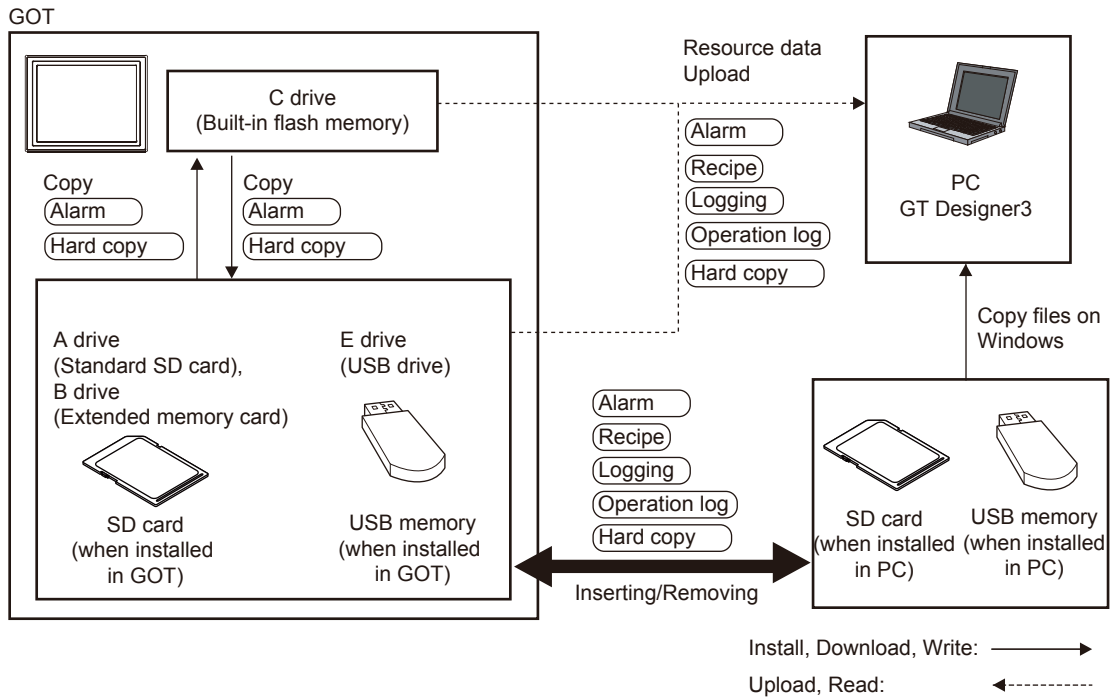 GOT
C drive
(Built-in flash memory)
Resource data
Upload
Alarm
Recipe
Logging
Operation log
Hard copy
PC
GT Designer3
Copy
Alarm
Hard copy
Copy
Alarm
Hard copy
A drive
(Standard SD card),
B drive
(Extended memory card)
E drive
(USB drive)
SD card
(when installed
in GOT)
USB memory
(when installed
in GOT)
Alarm
Recipe
Logging
Operation log
Hard copy
Inserting/Removing
Copy files on
Windows
SD card
(when installed
in PC)
USB memory
(when installed
in PC)
Install, Download, Write:
Upload, Read: